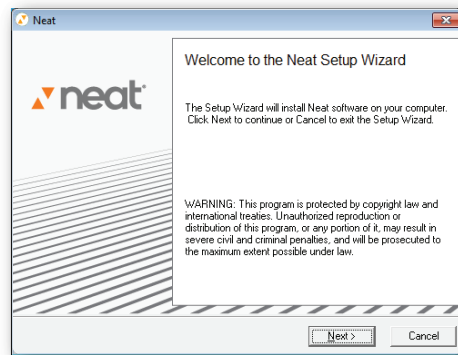 Neat
Welcome to the Neat Setup Wizard
neat
The Setup Wizard will install Neat software on your computer.
Click Next to continue or Cancel to exit the Setup Wizard.
WARNING: This program is protected by copyright law and
international treaties. Unauthorized reproduction or
distribution of this program, or any portion of it, may result in
severe civil and criminal penalties, and will be prosecuted to
the maximum extent possible under law.
Next >
Cancel